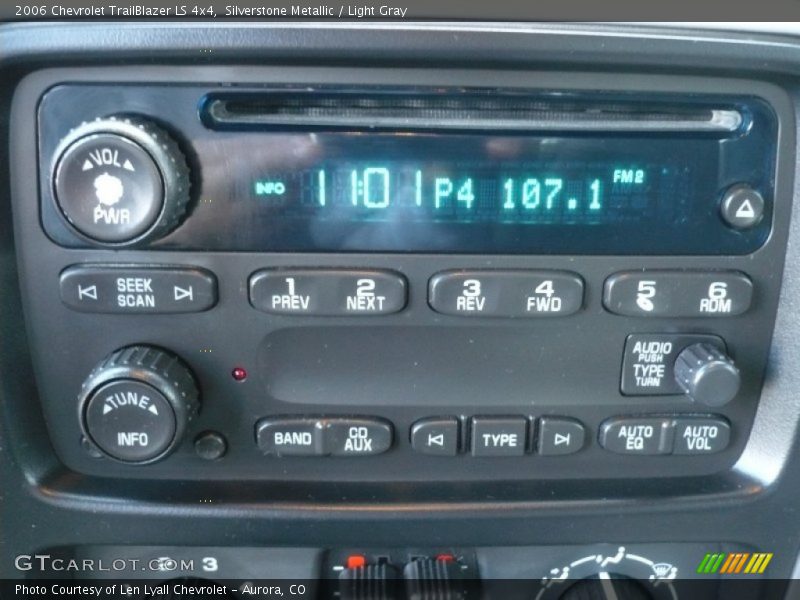 2006 Chevrolet TrailBlazer LS 4x4, Silverstone Metallic / Light Gray
VOL
PWR
INFO 11:01 P4 107.1 FM2
SEEK
SCAN
1 PREV
2 NEXT
3 REV
4 FWD
5
6 RDM
AUDIO
PUSH
TYPE
TURN
TUNE
INFO
BAND
CD
AUX
TYPE
AUTO
EQ
AUTO
VOL
3
GTCARLOT.COM
Photo Courtesy of Len Lyall Chevrolet - Aurora, CO